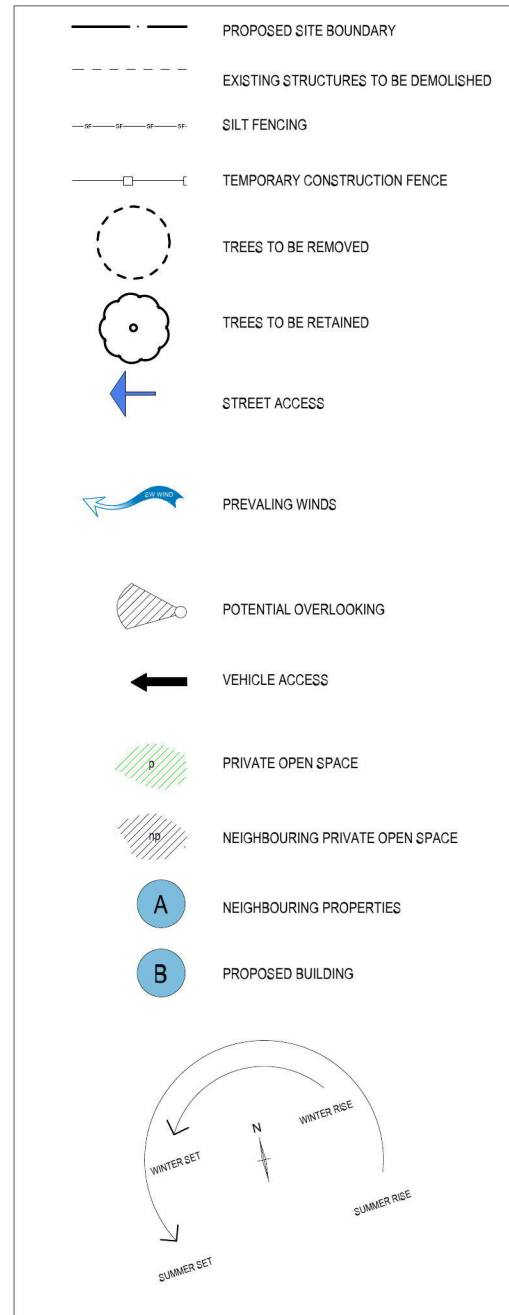 PROPOSED SITE BOUNDARY
EXISTING STRUCTURES TO BE DEMOLISHED
SF SF SF SF
SILT FENCING
TEMPORARY CONSTRUCTION FENCE
TREES TO BE REMOVED
TREES TO BE RETAINED
STREET ACCESS
SW WIND
PREVALING WINDS
POTENTIAL OVERLOOKING
VEHICLE ACCESS
p
PRIVATE OPEN SPACE
np
NEIGHBOURING PRIVATE OPEN SPACE
A
NEIGHBOURING PROPERTIES
B
PROPOSED BUILDING
WINTER RISE
N
WINTER SET
SUMMER RISE
SUMMER SET